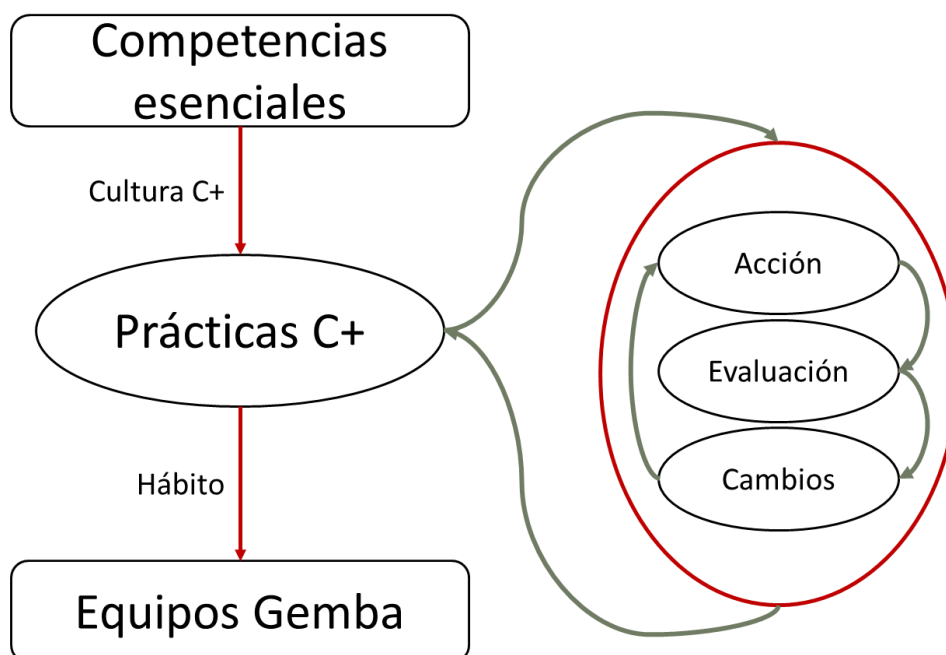 Competencias
esenciales
Cultura C+
Prácticas C+
Hábito
Equipos Gemba
Acción
Evaluación
Cambios